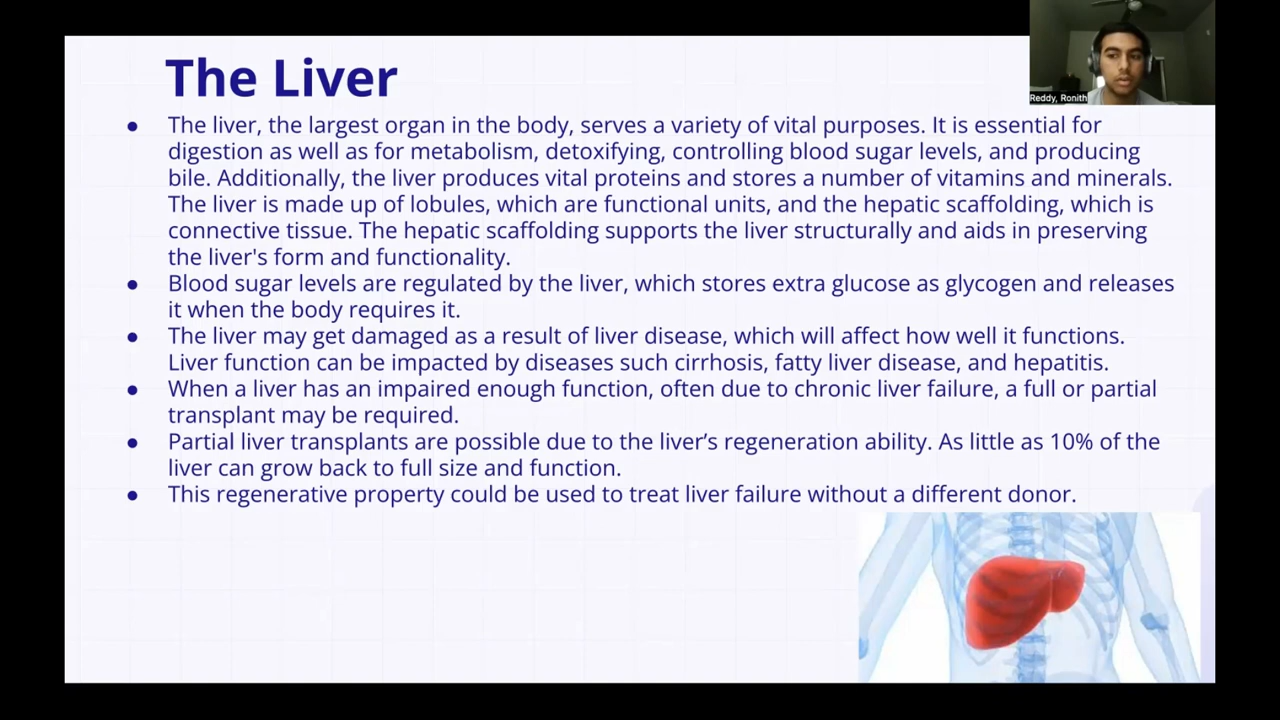 The Liver
Reddy, Ronith
● The liver, the largest organ in the body, serves a variety of vital purposes. It is essential for
digestion as well as for metabolism, detoxifying, controlling blood sugar levels, and producing
bile. Additionally, the liver produces vital proteins and stores a number of vitamins and minerals.
The liver is made up of lobules, which are functional units, and the hepatic scaffolding, which is
connective tissue. The hepatic scaffolding supports the liver structurally and aids in preserving
the liver's form and functionality.
● Blood sugar levels are regulated by the liver, which stores extra glucose as glycogen and releases
it when the body requires it.
● The liver may get damaged as a result of liver disease, which will affect how well it functions.
Liver function can be impacted by diseases such cirrhosis, fatty liver disease, and hepatitis.
● When a liver has an impaired enough function, often due to chronic liver failure, a full or partial
transplant may be required.
● Partial liver transplants are possible due to the liver’s regeneration ability. As little as 10% of the
liver can grow back to full size and function.
● This regenerative property could be used to treat liver failure without a different donor.